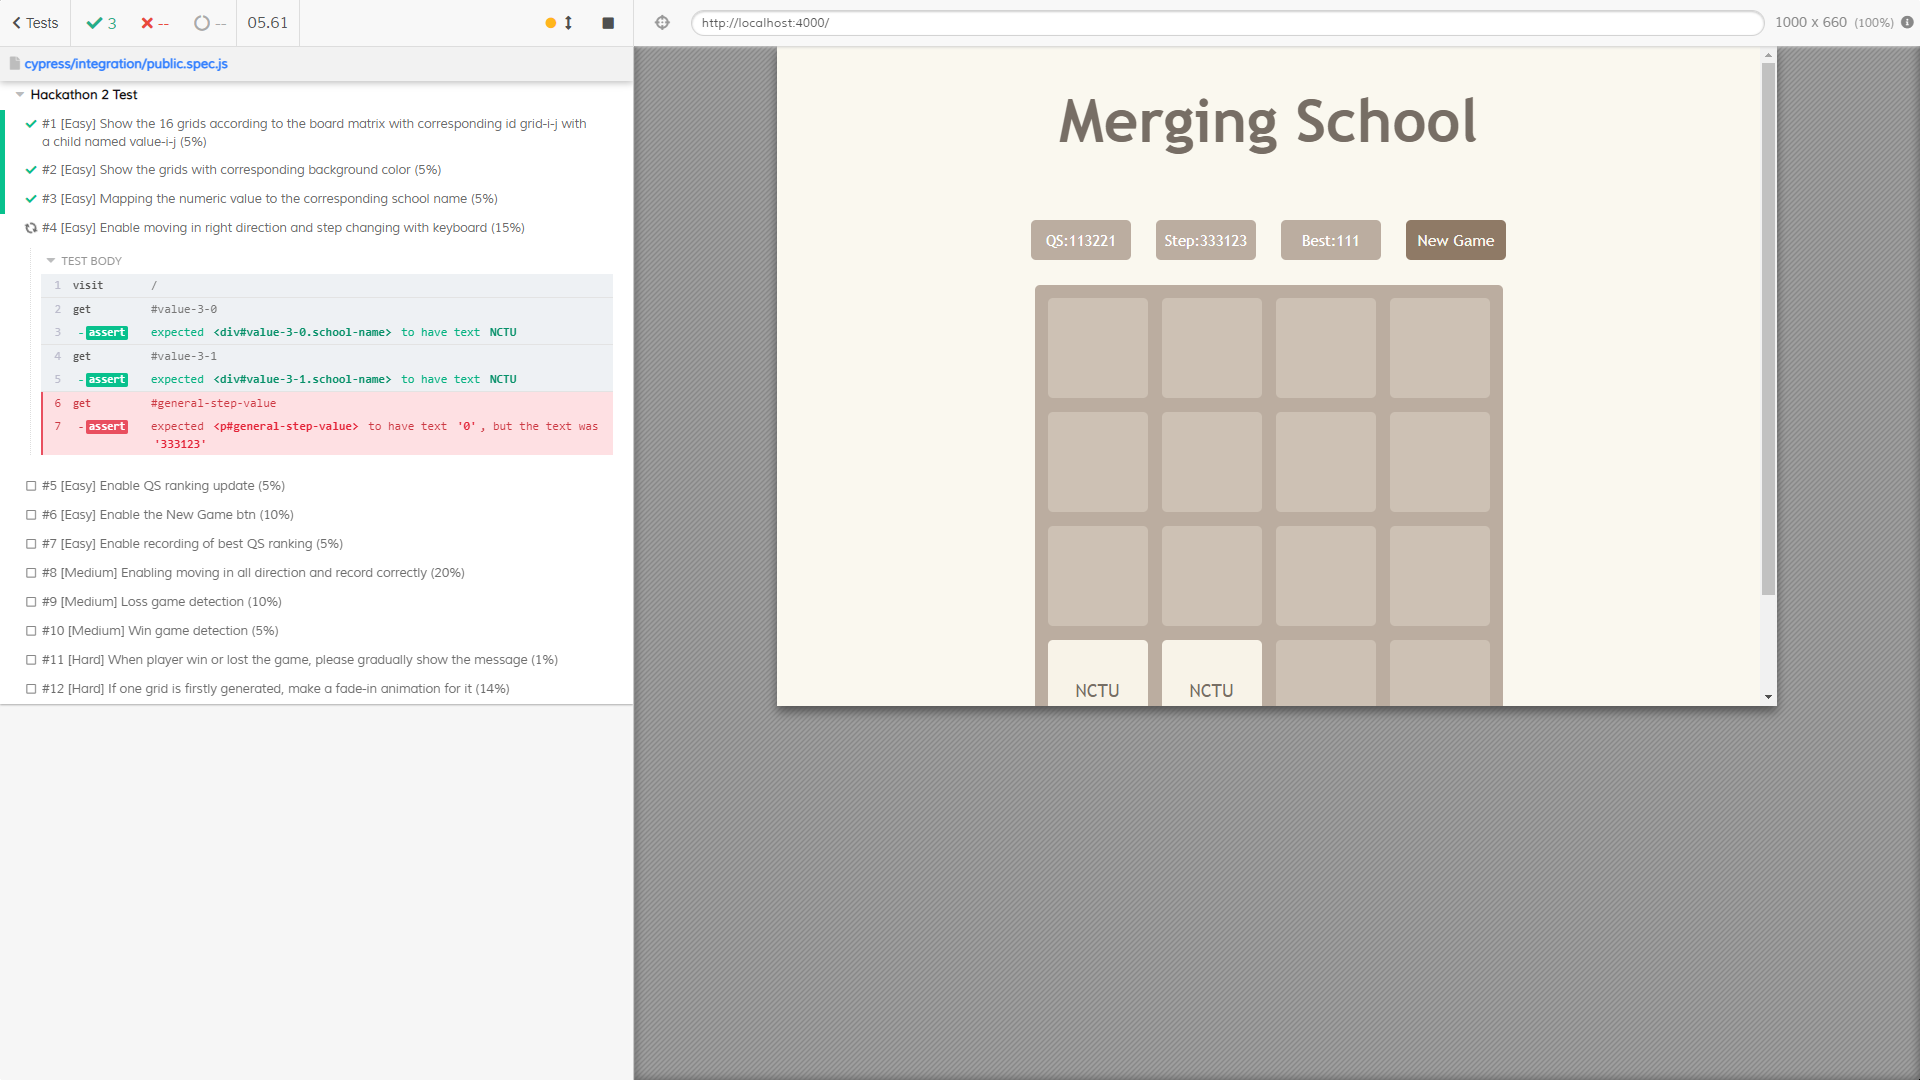 Tests
3
--
--
05.61
http://localhost:4000/
1000 x 660 (100%)
cypress/integration/public.spec.js
Hackathon 2 Test
#1 [Easy] Show the 16 grids according to the board matrix with corresponding id grid-i-j with
a child named value-i-j (5%)
#2 [Easy] Show the grids with corresponding background color (5%)
#3 [Easy] Mapping the numeric value to the corresponding school name (5%)
#4 [Easy] Enable moving in right direction and step changing with keyboard (15%)
TEST BODY
1 visit /
2 get #value-3-0
3 - assert expected <div#value-3-0.school-name> to have text NCTU
4 get #value-3-1
5 - assert expected <div#value-3-1.school-name> to have text NCTU
6 get #general-step-value
7 - assert expected <p#general-step-value> to have text '0', but the text was
'333123'
#5 [Easy] Enable QS ranking update (5%)
#6 [Easy] Enable the New Game btn (10%)
#7 [Easy] Enable recording of best QS ranking (5%)
#8 [Medium] Enabling moving in all direction and record correctly (20%)
#9 [Medium] Loss game detection (10%)
#10 [Medium] Win game detection (5%)
#11 [Hard] When player win or lost the game, please gradually show the message (1%)
#12 [Hard] If one grid is firstly generated, make a fade-in animation for it (14%)
Merging School
QS:113221
Step:333123
Best:111
New Game
NCTU
NCTU